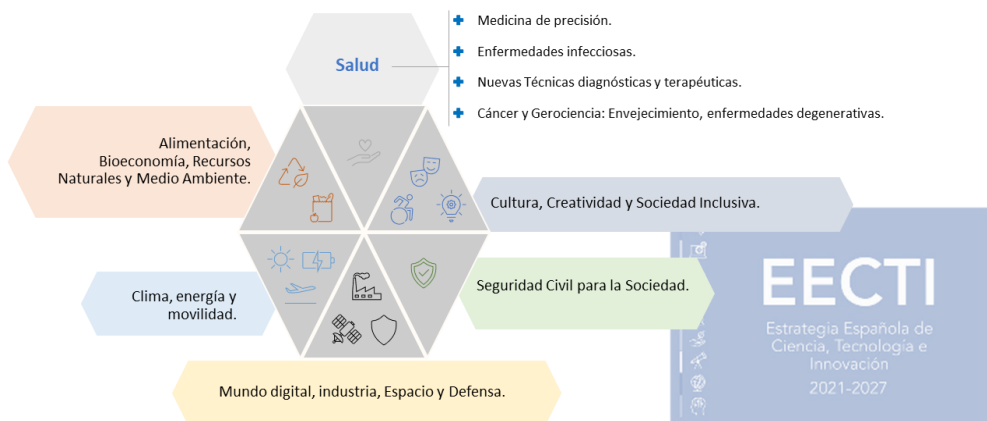 Salud
Medicina de precisión.
Enfermedades infecciosas.
Nuevas Técnicas diagnósticas y terapéuticas.
Cáncer y Gerociencia: Envejecimiento, enfermedades degenerativas.
Alimentación,
Bioeconomía, Recursos
Naturales y Medio Ambiente.
Cultura, Creatividad y Sociedad Inclusiva.
Clima, energía y
movilidad.
Seguridad Civil para la Sociedad.
Mundo digital, industria, Espacio y Defensa.
EECTI
Estrategia Española de
Ciencia, Tecnología e
Innovación
2021-2027